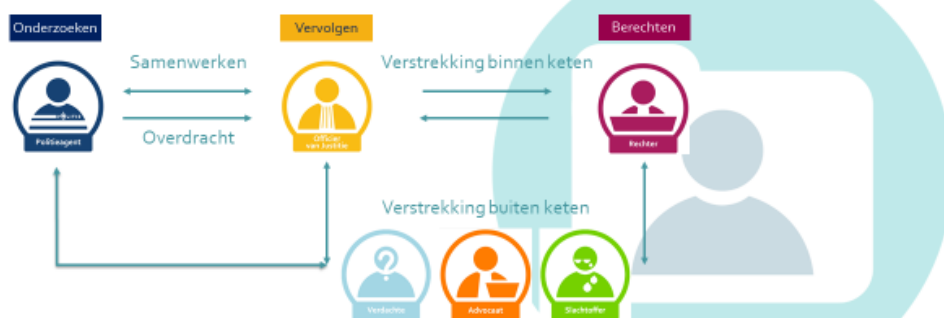 Onderzoeken
Vervolgen
Berechten
Samenwerken
Verstrekking binnen keten
Overdracht
Politieagent
Officier
van Justitie
Rechter
Verstrekking buiten keten
Verdachte
Advocaat
Slachtoffer